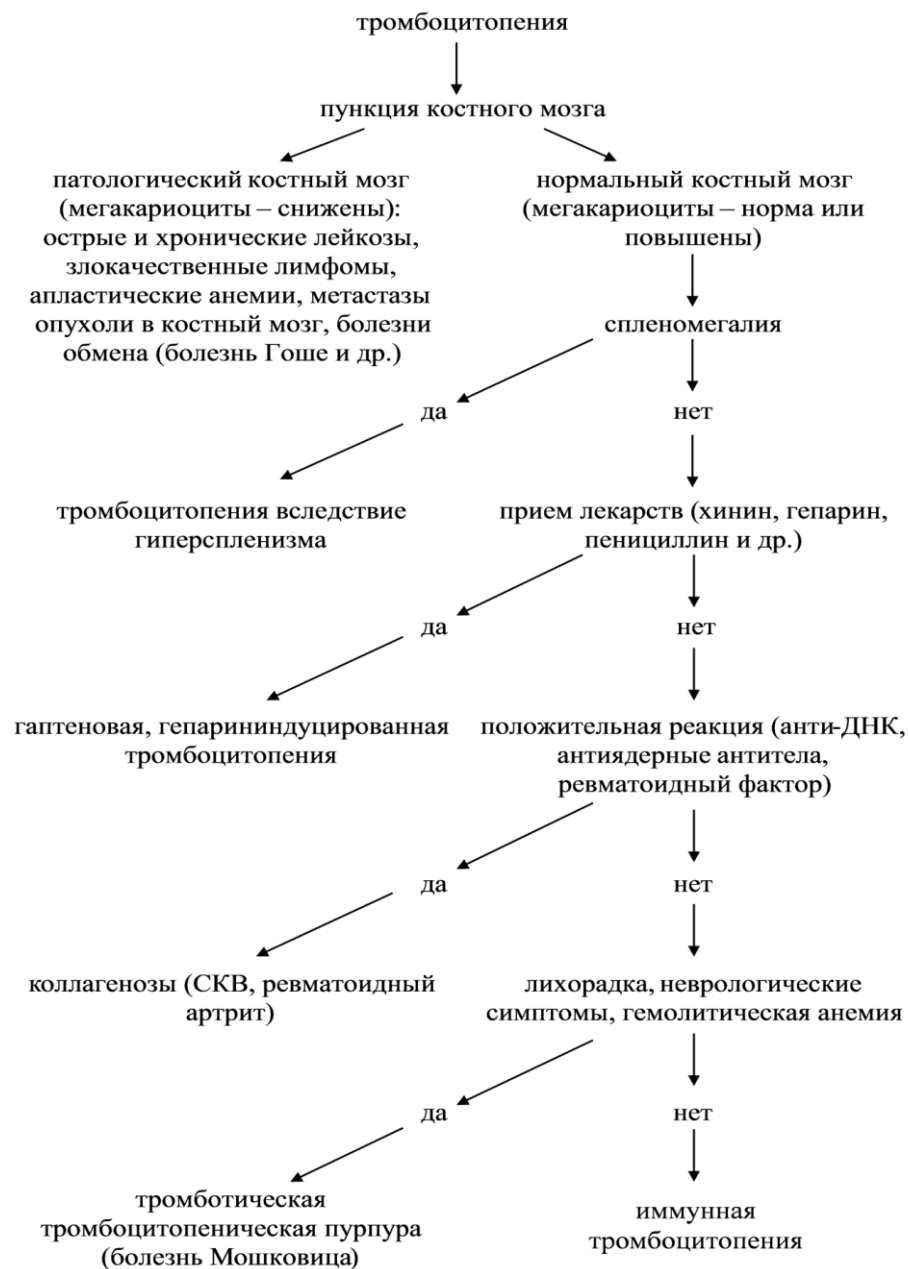 тромбоцитопения
пункция костного мозга
патологический костный мозг
(мегакариоциты – снижены):
острые и хронические лейкозы,
злокачественные лимфомы,
апластические анемии, метастазы
опухоли в костный мозг, болезни
обмена (болезнь Гоше и др.)
нормальный костный мозг
(мегакариоциты – норма или
повышены)
спленомегалия
да
нет
тромбоцитопения вследствие
гиперспленизма
прием лекарств (хинин, гепарин,
пенициллин и др.)
да
нет
гаптеновая, гепарининдуцированная
тромбоцитопения
положительная реакция (анти-ДНК,
антиядерные антитела,
ревматоидный фактор)
да
нет
коллагенозы (СКВ, ревматоидный
артрит)
лихорадка, неврологические
симптомы, гемолитическая анемия
да
нет
тромботическая
тромбоцитопеническая пурпура
(болезнь Мошковица)
иммунная
тромбоцитопения